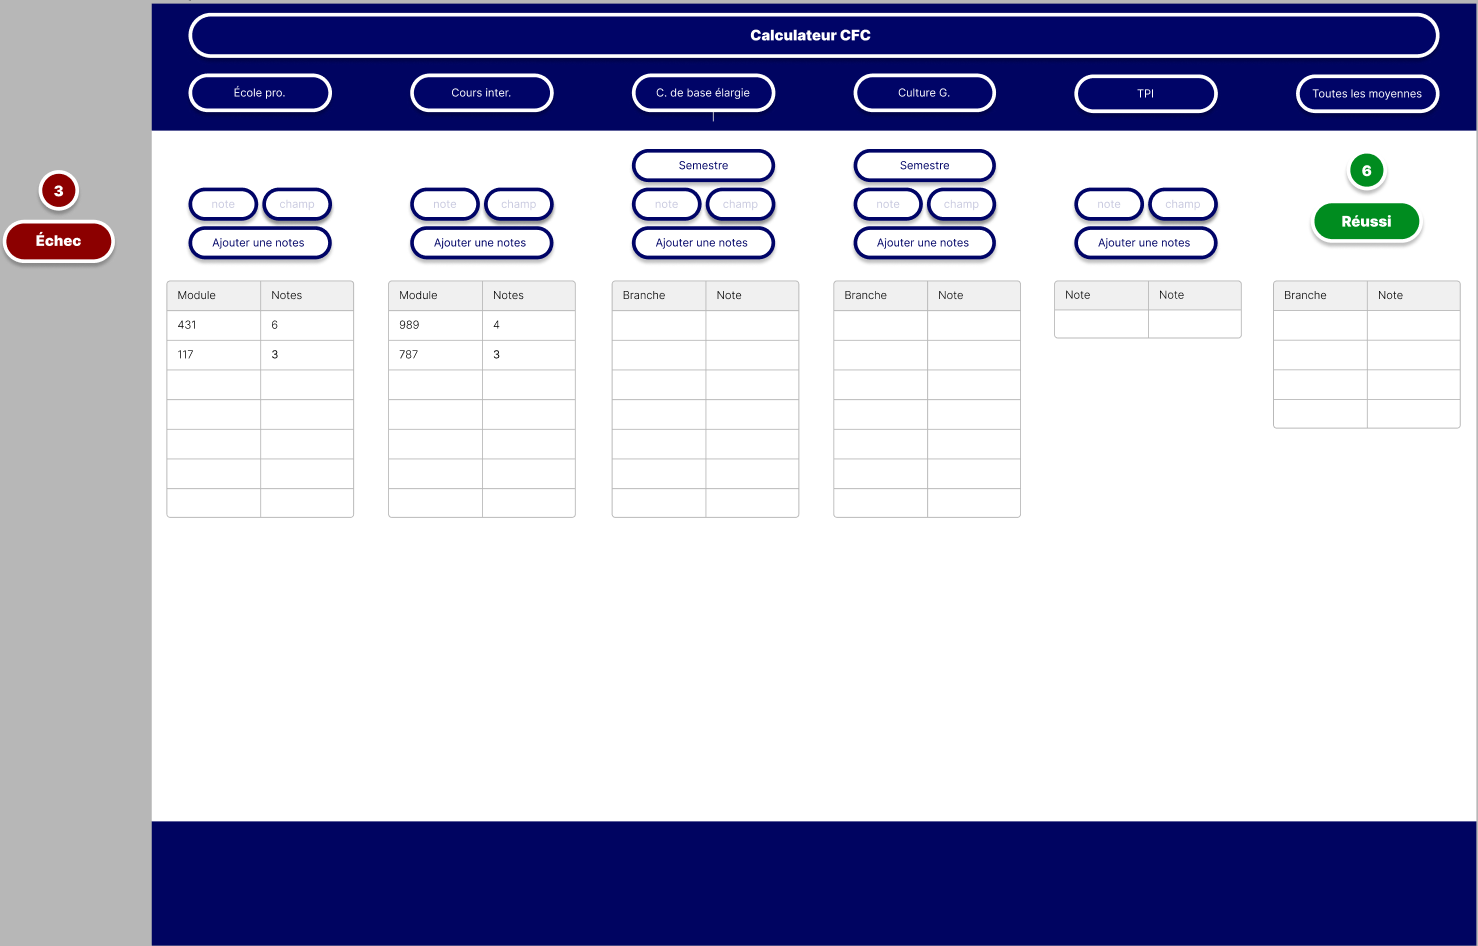 Calculateur CFC
École pro.
Cours inter.
C. de base élargie
Culture G.
TPI
Toutes les moyennes
3
Échec
note champ
Ajouter une notes
Module Notes
431 6
117 3
note champ
Ajouter une notes
Module Notes
989 4
787 3
Semestre
note champ
Ajouter une notes
Branche Note
Semestre
note champ
Ajouter une notes
Branche Note
note champ
Ajouter une notes
Note Note
6
Réussi
Branche Note